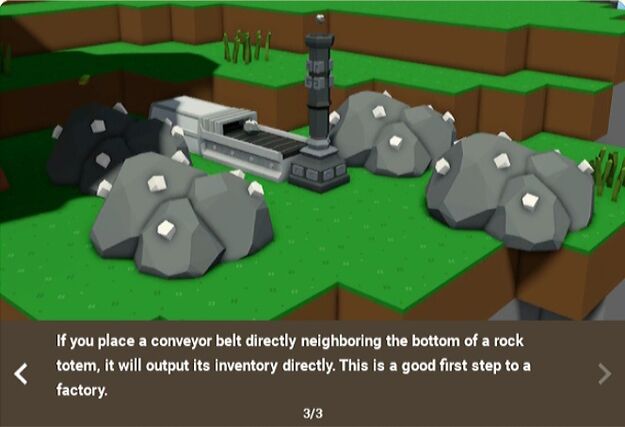 If you place a conveyor belt directly neighboring the bottom of a rock
totem, it will output its inventory directly. This is a good first step to a
factory.
3/3